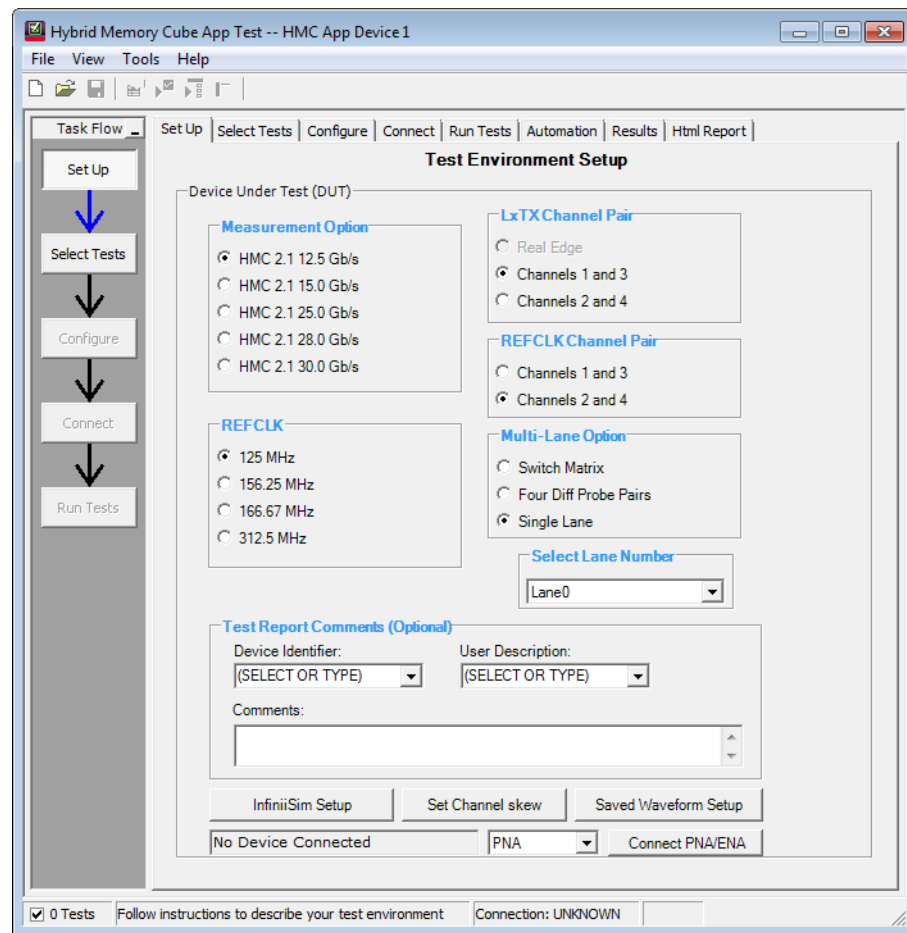 Hybrid Memory Cube App Test -- HMC App Device 1
File View Tools Help
Task Flow
Set Up
Select Tests
Configure
Connect
Run Tests
Set Up Select Tests Configure Connect Run Tests Automation Results Html Report
Test Environment Setup
Device Under Test (DUT)
Measurement Option
HMC 2.1 12.5 Gb/s
HMC 2.1 15.0 Gb/s
HMC 2.1 25.0 Gb/s
HMC 2.1 28.0 Gb/s
HMC 2.1 30.0 Gb/s
REFCLK
125 MHz
156.25 MHz
166.67 MHz
312.5 MHz
LxTX Channel Pair
Real Edge
Channels 1 and 3
Channels 2 and 4
REFCLK Channel Pair
Channels 1 and 3
Channels 2 and 4
Multi-Lane Option
Switch Matrix
Four Diff Probe Pairs
Single Lane
Select Lane Number
Lane0
Test Report Comments (Optional)
Device Identifier: User Description:
(SELECT OR TYPE) (SELECT OR TYPE)
Comments:
InfiniiSim Setup Set Channel skew Saved Waveform Setup
No Device Connected PNA Connect PNA/ENA
0 Tests Follow instructions to describe your test environment Connection: UNKNOWN